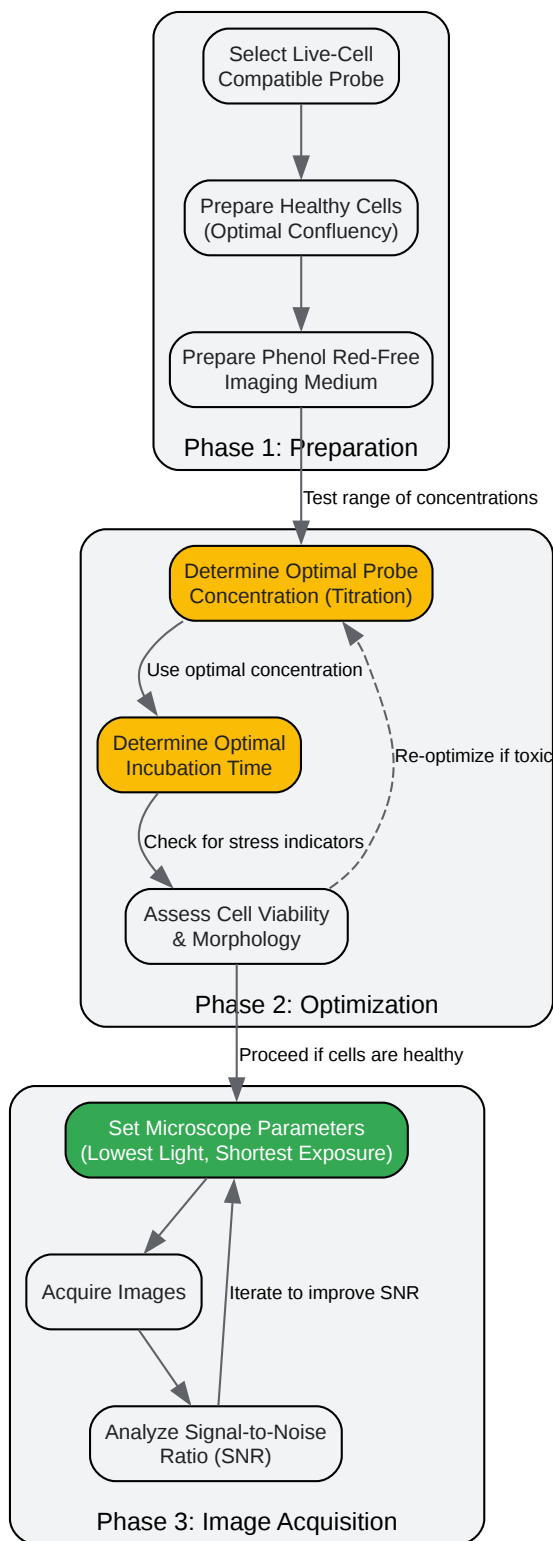 Select Live-Cell
Compatible Probe
Prepare Healthy Cells
(Optimal Confluency)
Prepare Phenol Red-Free
Imaging Medium
Phase 1: Preparation
Test range of concentrations
Determine Optimal Probe
Concentration (Titration)
Use optimal concentration
Determine Optimal
Incubation Time
Re-optimize if toxic
Check for stress indicators
Assess Cell Viability
& Morphology
Phase 2: Optimization
Proceed if cells are healthy
Set Microscope Parameters
(Lowest Light, Shortest Exposure)
Acquire Images
Iterate to improve SNR
Analyze Signal-to-Noise
Ratio (SNR)
Phase 3: Image Acquisition